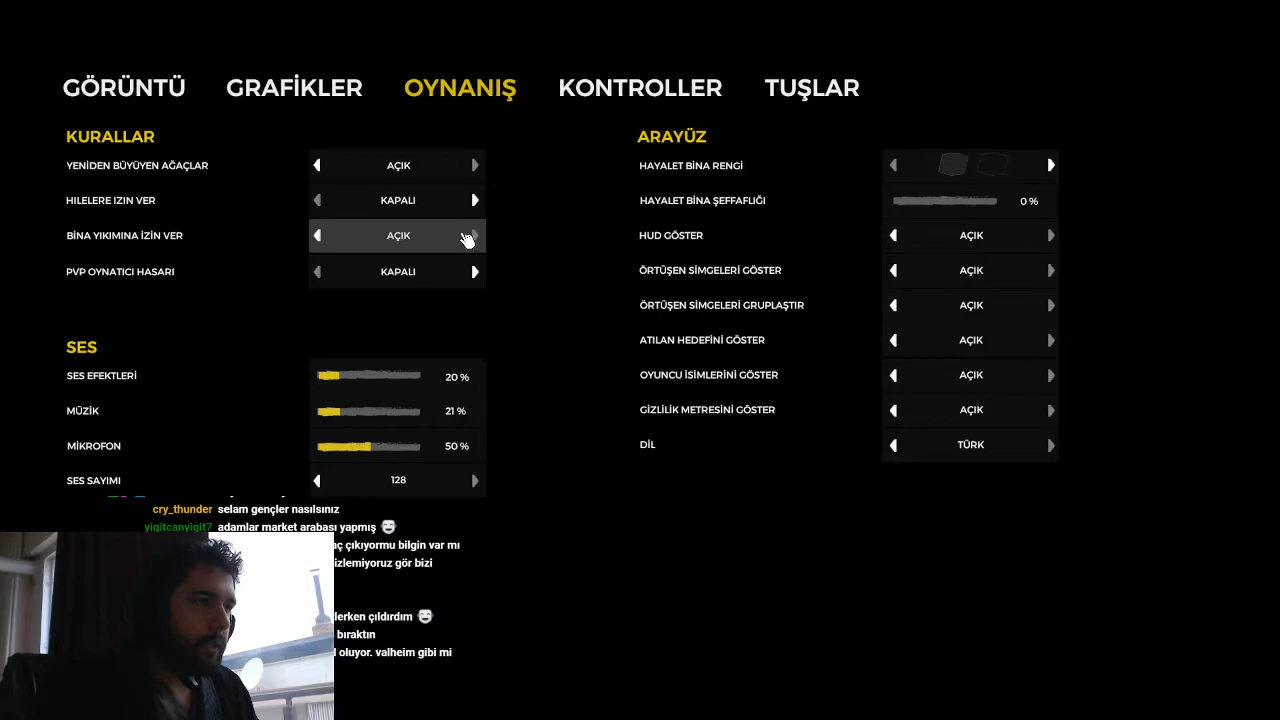 GÖRÜNTÜ GRAFİKLER OYNANIŞ KONTROLLER TUŞLAR
KURALLAR
YENİDEN BÜYÜYEN AĞAÇLAR AÇIK
HILELERE IZIN VER KAPALI
BİNA YIKIMINA İZİN VER AÇIK
PVP OYNATICI HASARI KAPALI
SES
SES EFEKTLERİ 20 %
MÜZİK 21 %
MİKROFON 50 %
SES SAYIMI 128
ARAYÜZ
HAYALET BİNA RENGİ
HAYALET BİNA ŞEFFAFLIĞI 0 %
HUD GÖSTER AÇIK
ÖRTÜŞEN SİMGELERİ GÖSTER AÇIK
ÖRTÜŞEN SİMGELERİ GRUPLAŞTIR AÇIK
ATILAN HEDEFİNİ GÖSTER AÇIK
OYUNCU İSİMLERİNİ GÖSTER AÇIK
GİZLİLİK METRESİNİ GÖSTER AÇIK
DİL TÜRK
cry_thunder selam gençler nasılsınız
yigitcanyigit7 adamlar market arabası yapmış
aç çıkıyormu bilgin var mı
izlemiyoruz gör bizi
lerken çıldırdım
bıraktın
oluyor. valheim gibi mi